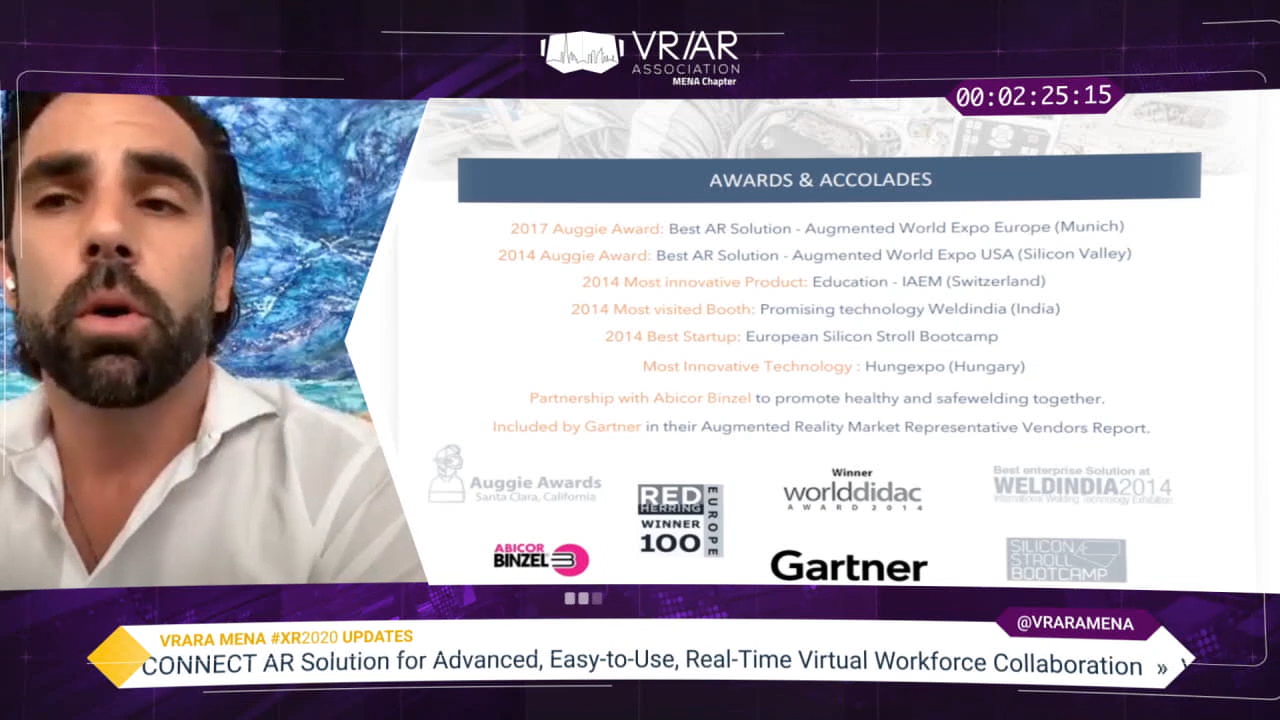 VR/AR
ASSOCIATION
MENA Chapter
00:02:25:15
AWARDS & ACCOLADES
2017 Auggie Award: Best AR Solution - Augmented World Expo Europe (Munich)
2014 Auggie Award: Best AR Solution - Augmented World Expo USA (Silicon Valley)
2014 Most innovative Product: Education - IAEM (Switzerland)
2014 Most visited Booth: Promising technology Weldindia (India)
2014 Best Startup: European Silicon Stroll Bootcamp
Most Innovative Technology : Hungexpo (Hungary)
Partnership with Abicor Binzel to promote healthy and safewelding together.
Included by Gartner in their Augmented Reality Market Representative Vendors Report.
Auggie Awards
Santa Clara, California
RED
HERRING
WINNER
100
EUROPE
Winner
worlddidac
AWARD 2014
Best enterprise Solution at
WELDINDIA2014
International Welding Technology Exhibition
ABICOR
BINZEL
Gartner
SILICON
STROLL
BOOTCAMP
@VRARAMENA
VRARA MENA #XR2020 UPDATES
CONNECT AR Solution for Advanced, Easy-to-Use, Real-Time Virtual Workforce Collaboration »